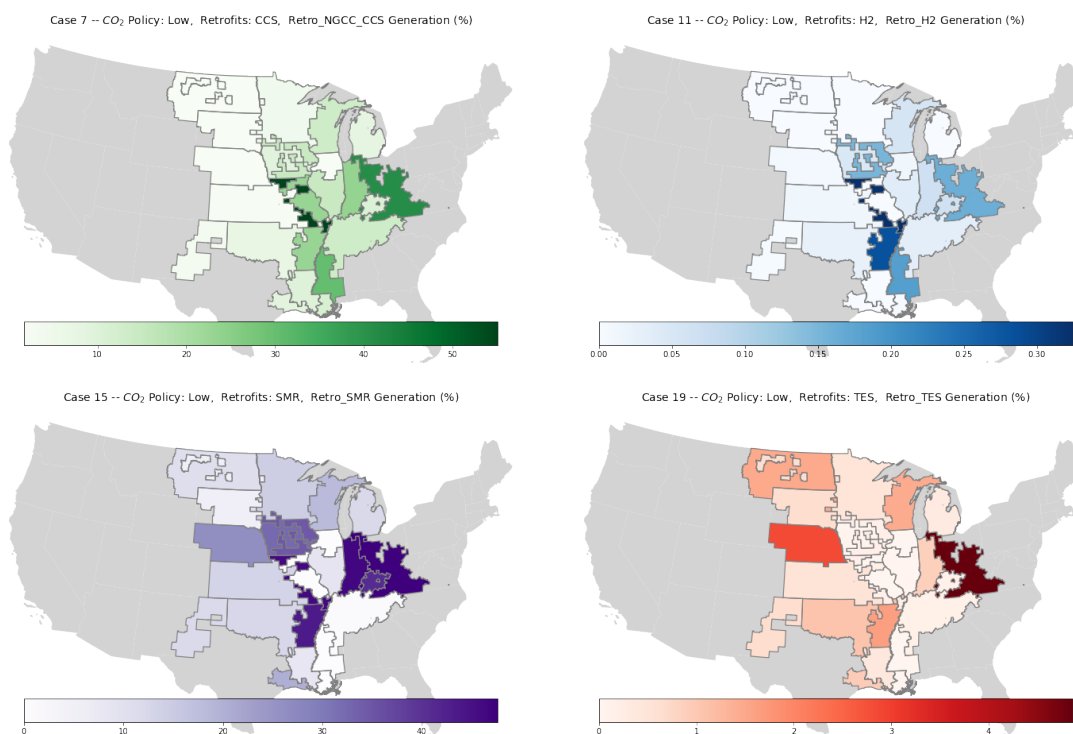 Case 7 -- CO2 Policy: Low, Retrofits: CCS, Retro_NGCC_CCS Generation (%)
Case 11 -- CO2 Policy: Low, Retrofits: H2, Retro_H2 Generation (%)
10 20 30 40 50
0.00 0.05 0.10 0.15 0.20 0.25 0.30
Case 15 -- CO2 Policy: Low, Retrofits: SMR, Retro_SMR Generation (%)
Case 19 -- CO2 Policy: Low, Retrofits: TES, Retro_TES Generation (%)
0 10 20 30 40
0 1 2 3 4